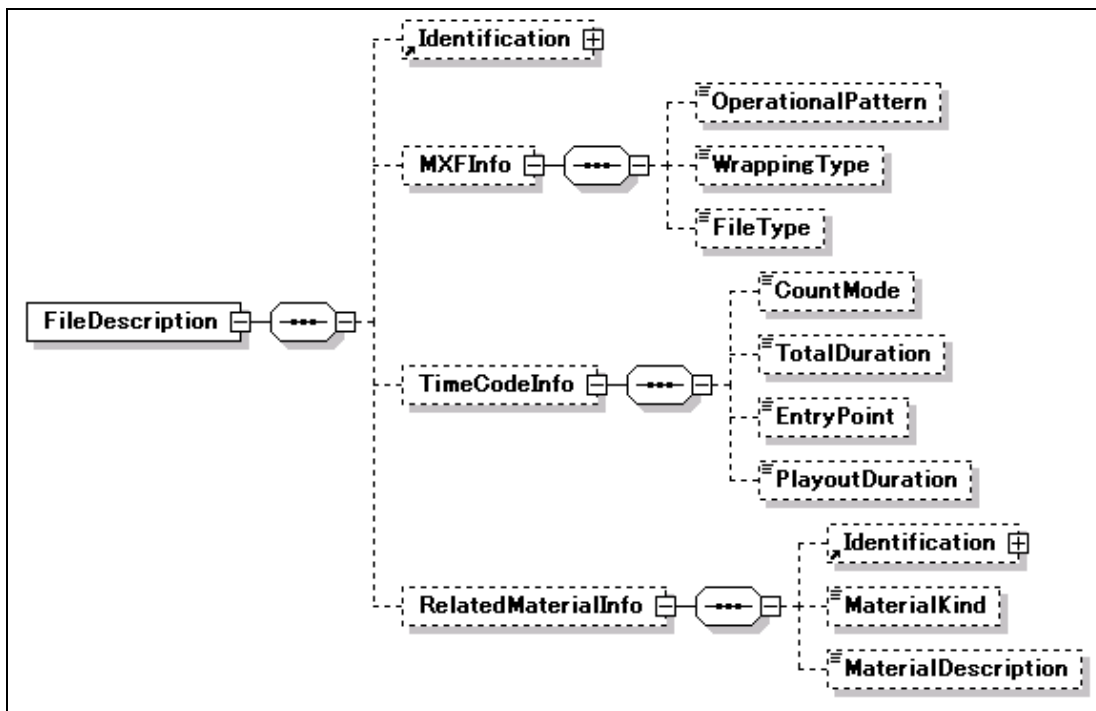 Identification
OperationalPattern
MXFInfo
WrappingType
FileType
FileDescription
CountMode
TotalDuration
TimeCodeInfo
EntryPoint
PlayoutDuration
Identification
RelatedMaterialInfo
MaterialKind
MaterialDescription